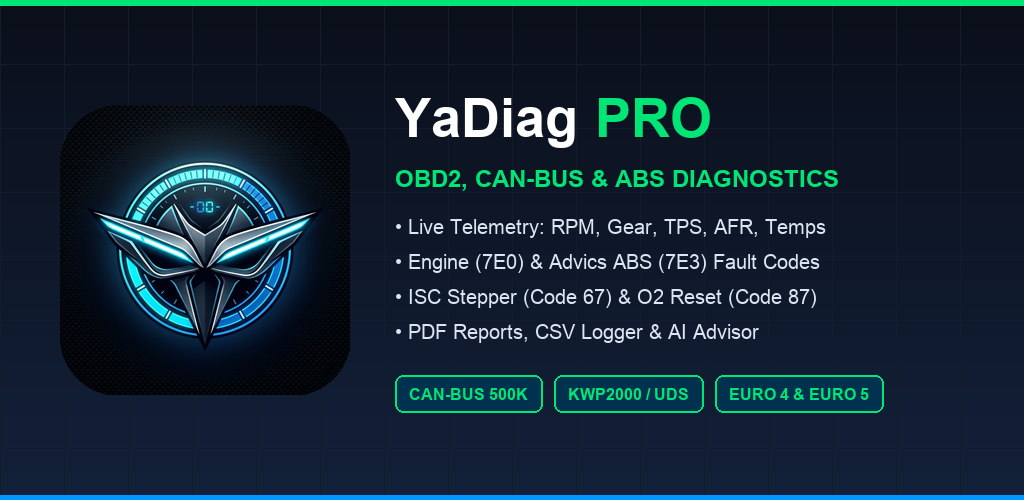 YaDiag PRO
OBD2, CAN-BUS & ABS DIAGNOSTICS
• Live Telemetry: RPM, Gear, TPS, AFR, Temps
• Engine (7E0) & Advics ABS (7E3) Fault Codes
• ISC Stepper (Code 67) & O2 Reset (Code 87)
• PDF Reports, CSV Logger & AI Advisor
CAN-BUS 500K
KWP2000 / UDS
EURO 4 & EURO 5